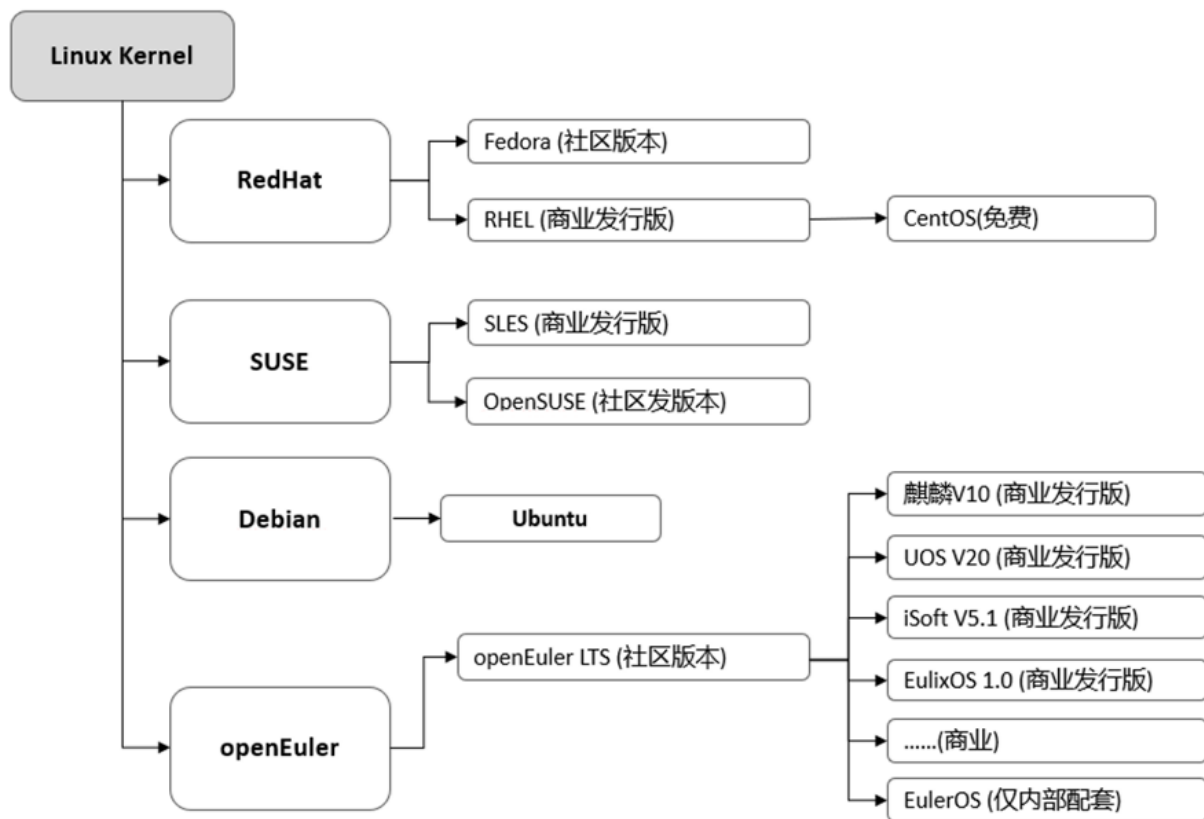 Linux Kernel
RedHat
Fedora (社区版本)
RHEL (商业发行版)
CentOS(免费)
SUSE
SLES (商业发行版)
OpenSUSE (社区发版本)
Debian
Ubuntu
openEuler
openEuler LTS (社区版本)
麒麟V10 (商业发行版)
UOS V20 (商业发行版)
iSoft V5.1 (商业发行版)
EulixOS 1.0 (商业发行版)
......(商业)
EulerOS (仅内部配套)